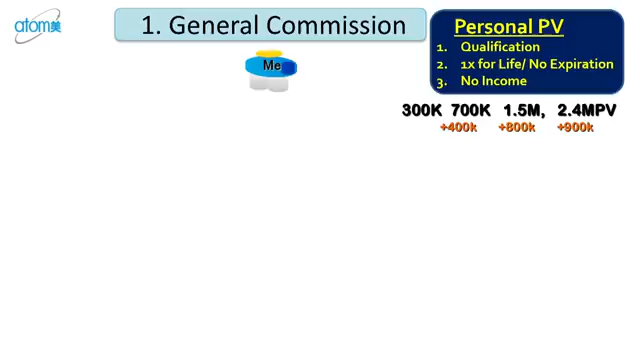 atom美
1. General Commission
Personal PV
1. Qualification
2. 1x for Life/ No Expiration
3. No Income
Me
300K 700K 1.5M, 2.4MPV
+400k +800k +900k